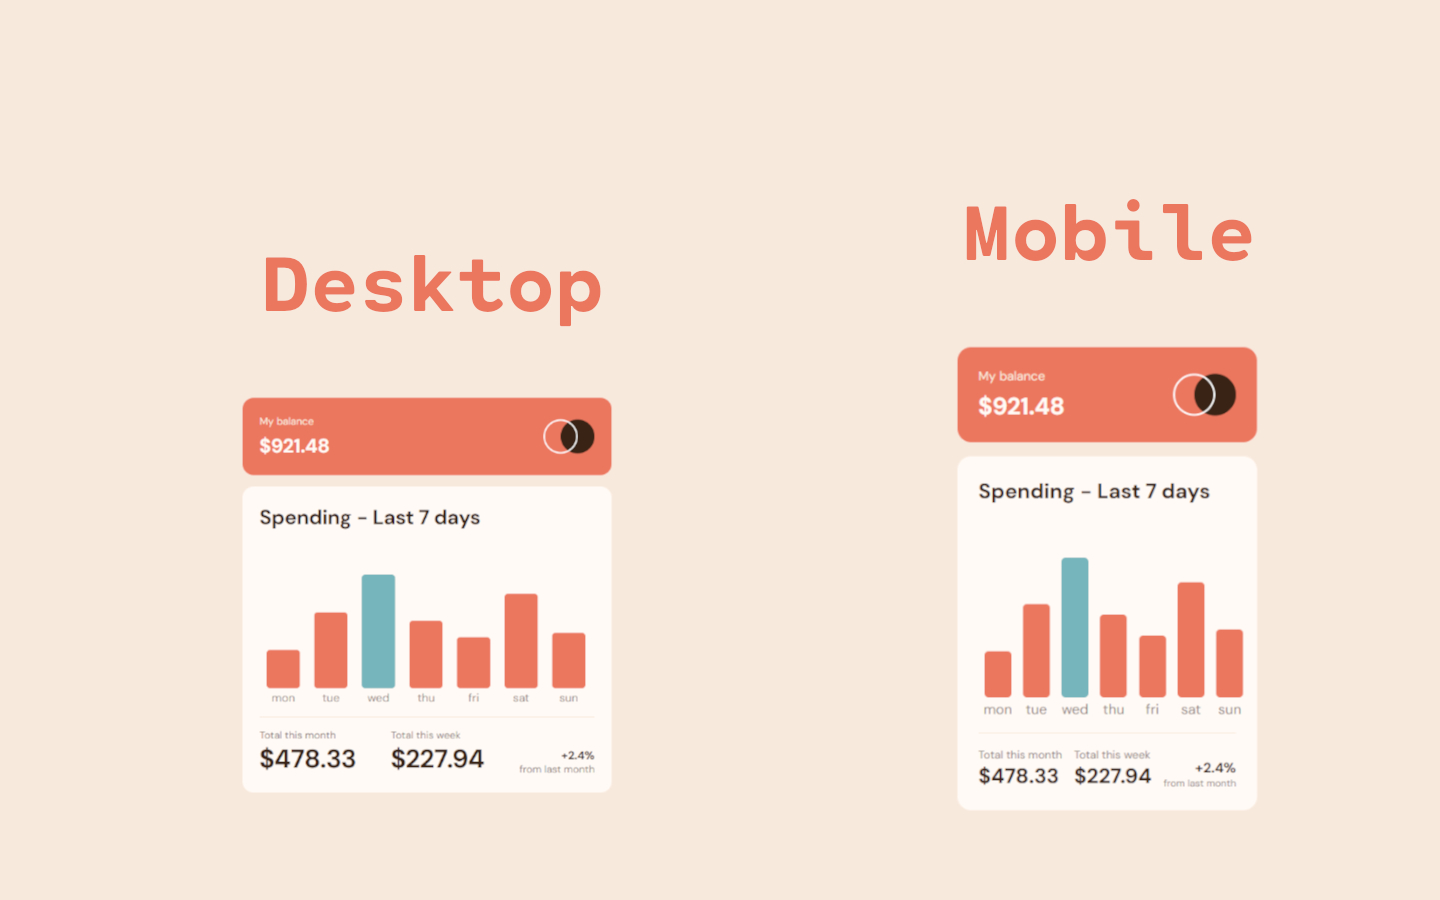 Desktop
My balance
$921.48
Spending - Last 7 days
mon tue wed thu fri sat sun
Total this month Total this week
$478.33 $227.94 +2.4%
from last month
Mobile
My balance
$921.48
Spending - Last 7 days
mon tue wed thu fri sat sun
Total this month Total this week
$478.33 $227.94 +2.4%
from last month